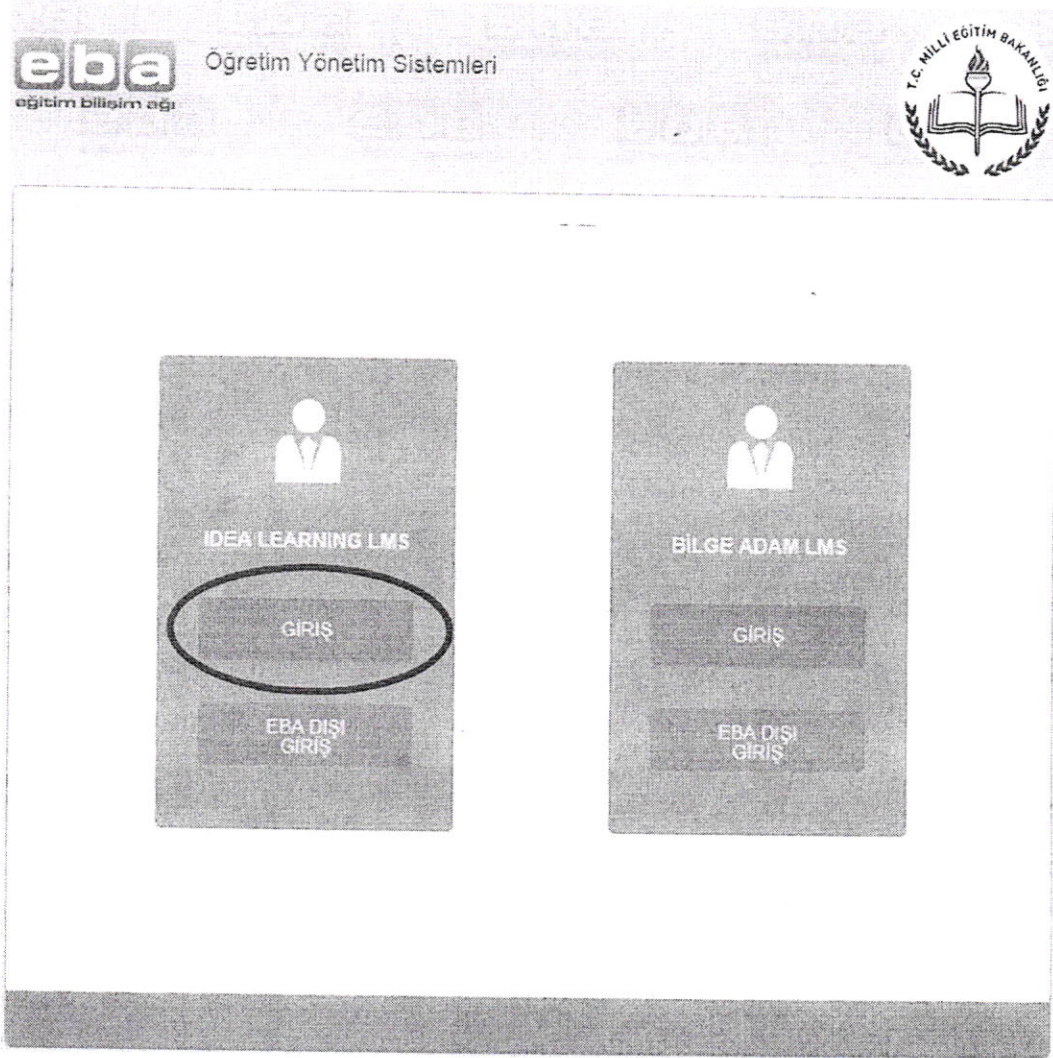 eba
eğitim bilişim ağı
Öğretim Yönetim Sistemleri
T.C. MİLLİ EĞİTİM BAKANLIĞI
IDEA LEARNING LMS
GİRİŞ
EBA DIŞI
GİRİŞ
BİLGE ADAM LMS
GİRİŞ
EBA DIŞI
GİRİŞ